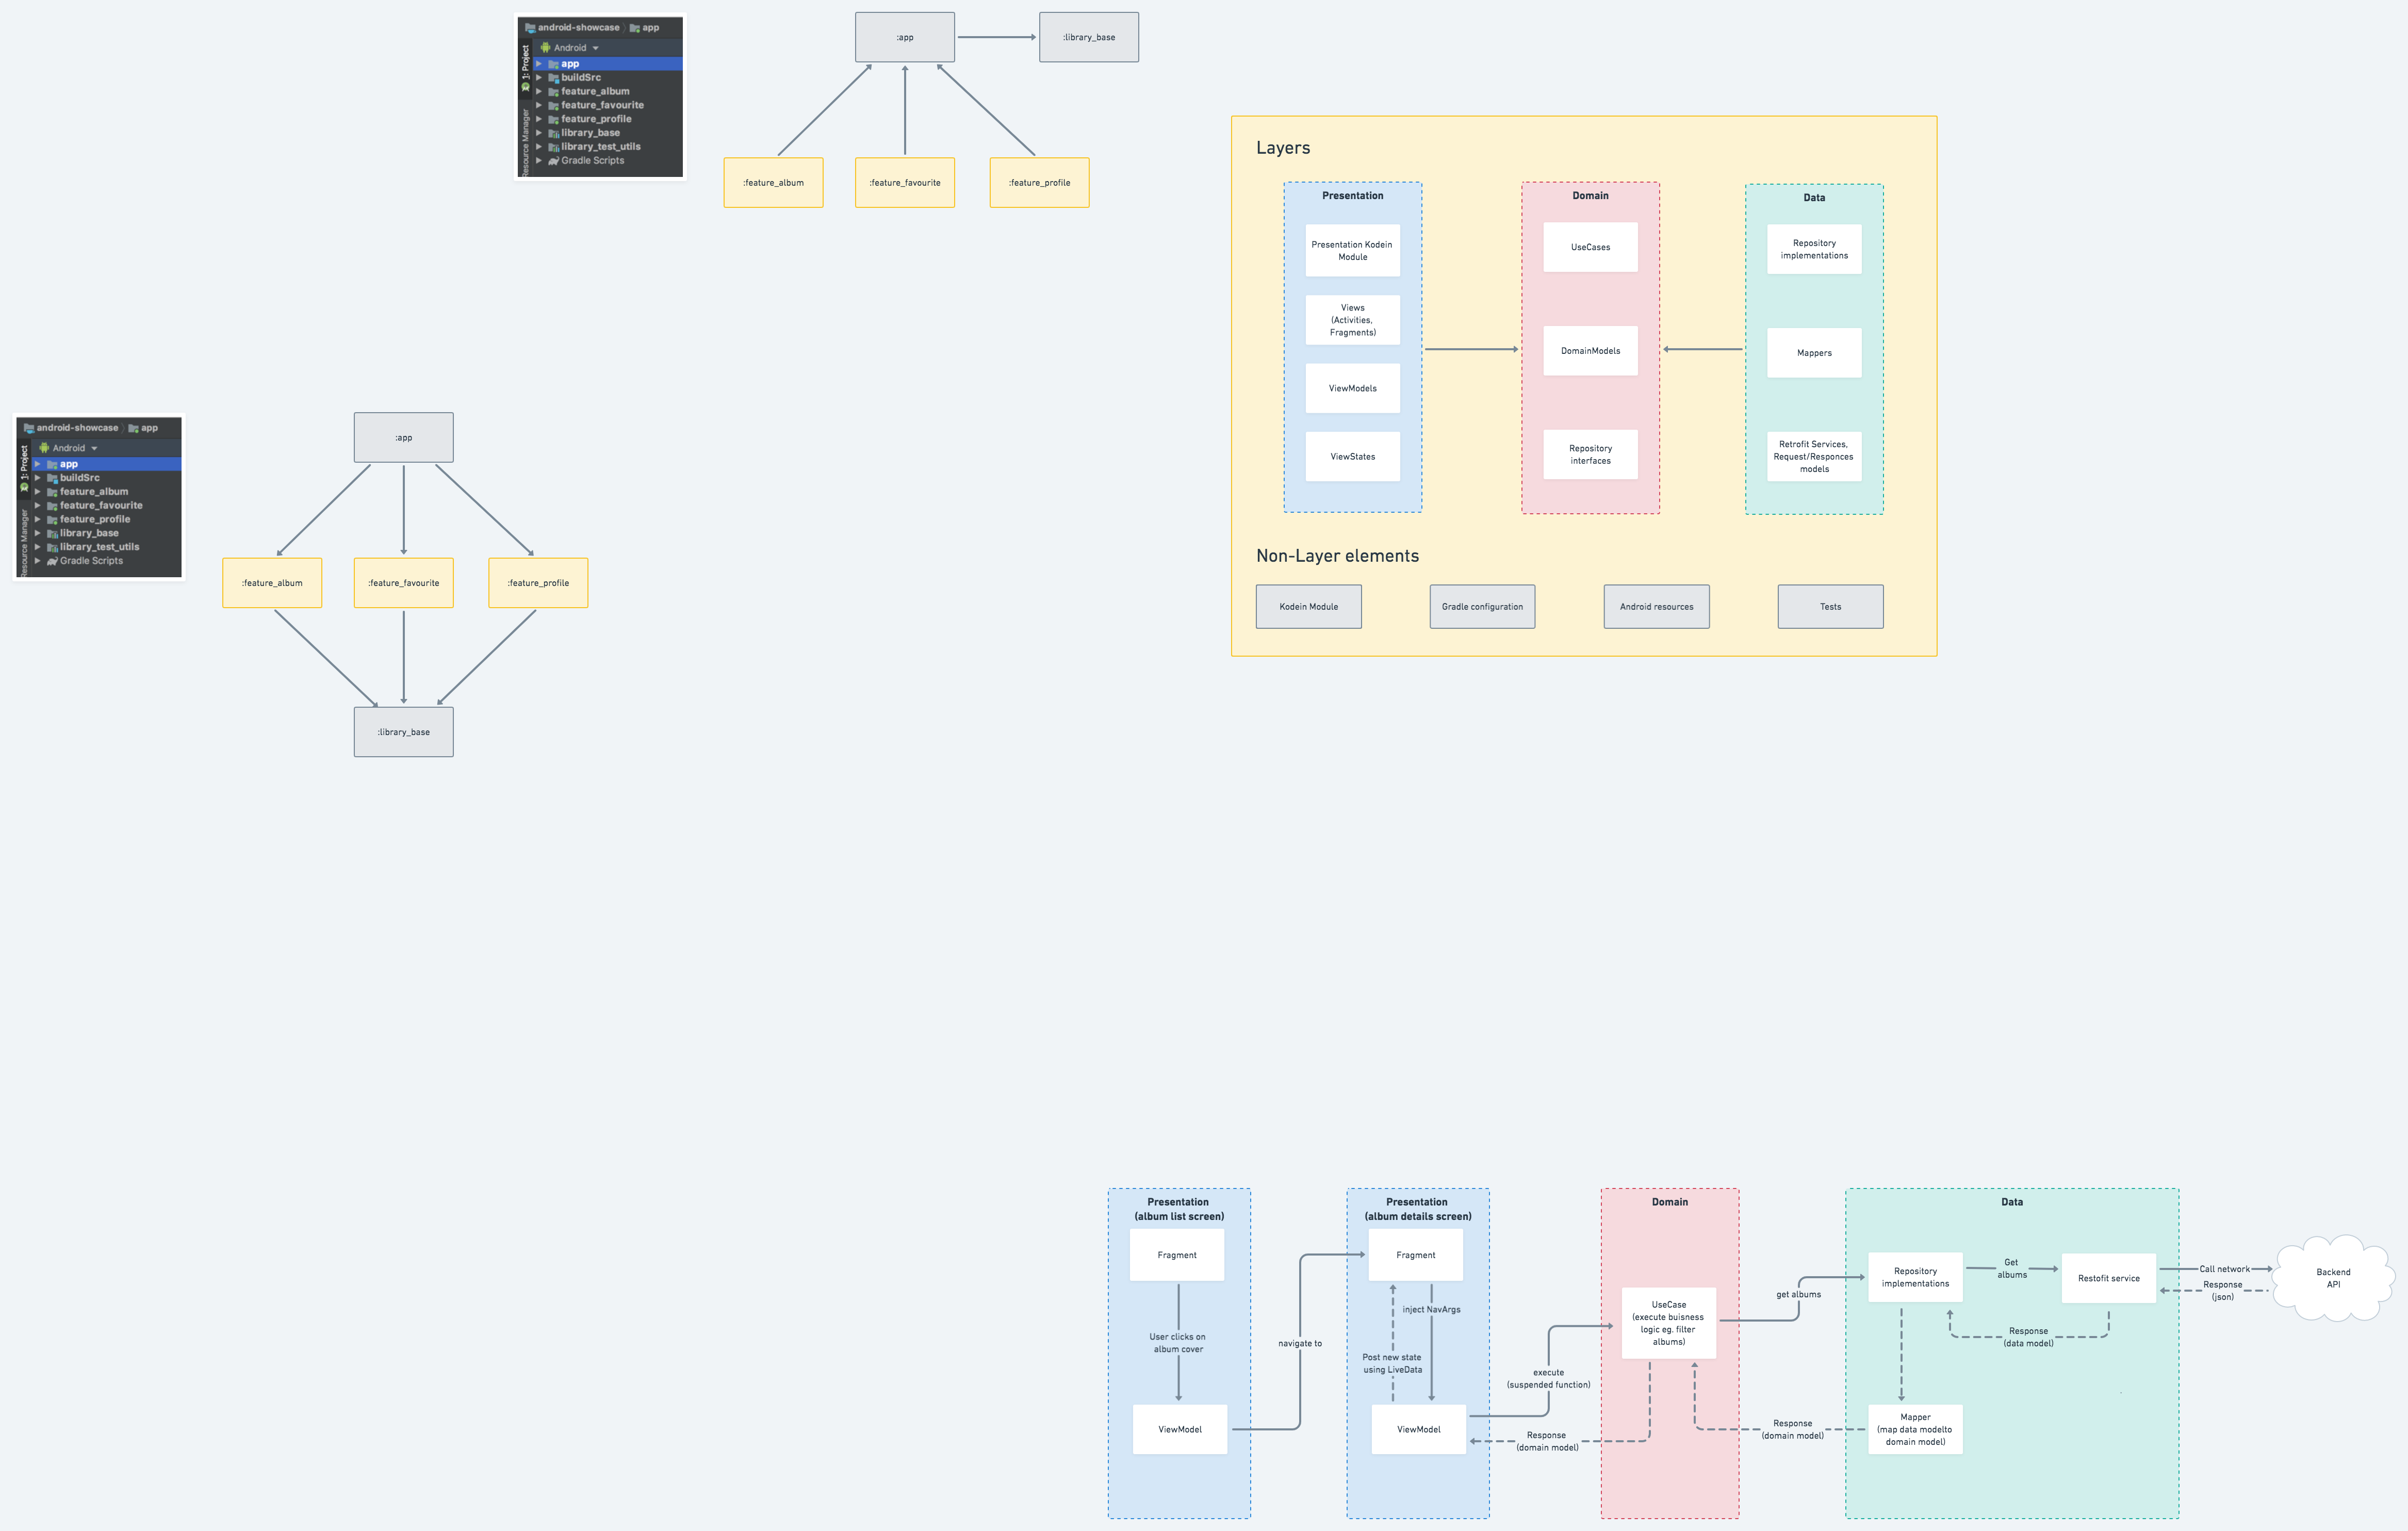 android-showcase
app
1: Project
Resource Manager
Android
app
buildSrc
feature_album
feature_favourite
feature_profile
library_base
library_test_utils
Gradle Scripts
:app
:library_base
:feature_album
:feature_favourite
:feature_profile
Layers
Presentation
Presentation Kodein
Module
Views
(Activities,
Fragments)
ViewModels
ViewStates
Domain
UseCases
DomainModels
Repository
interfaces
Data
Repository
implementations
Mappers
Retrofit Services,
Request/Responces
models
Non-Layer elements
Kodein Module
Gradle configuration
Android resources
Tests
android-showcase
app
1: Project
Resource Manager
Android
app
buildSrc
feature_album
feature_favourite
feature_profile
library_base
library_test_utils
Gradle Scripts
:app
:feature_album
:feature_favourite
:feature_profile
:library_base
Presentation
(album list screen)
Fragment
User clicks on
album cover
ViewModel
navigate to
Presentation
(album details screen)
Fragment
inject NavArgs
Post new state
using LiveData
ViewModel
execute
(suspended function)
Response
(domain model)
Domain
UseCase
(execute buisness
logic eg. filter
albums)
get albums
Response
(domain model)
Data
Repository
implementations
Get
albums
Restofit service
Response
(data model)
Mapper
(map data modelto
domain model)
Call network
Response
(json)
Backend
API